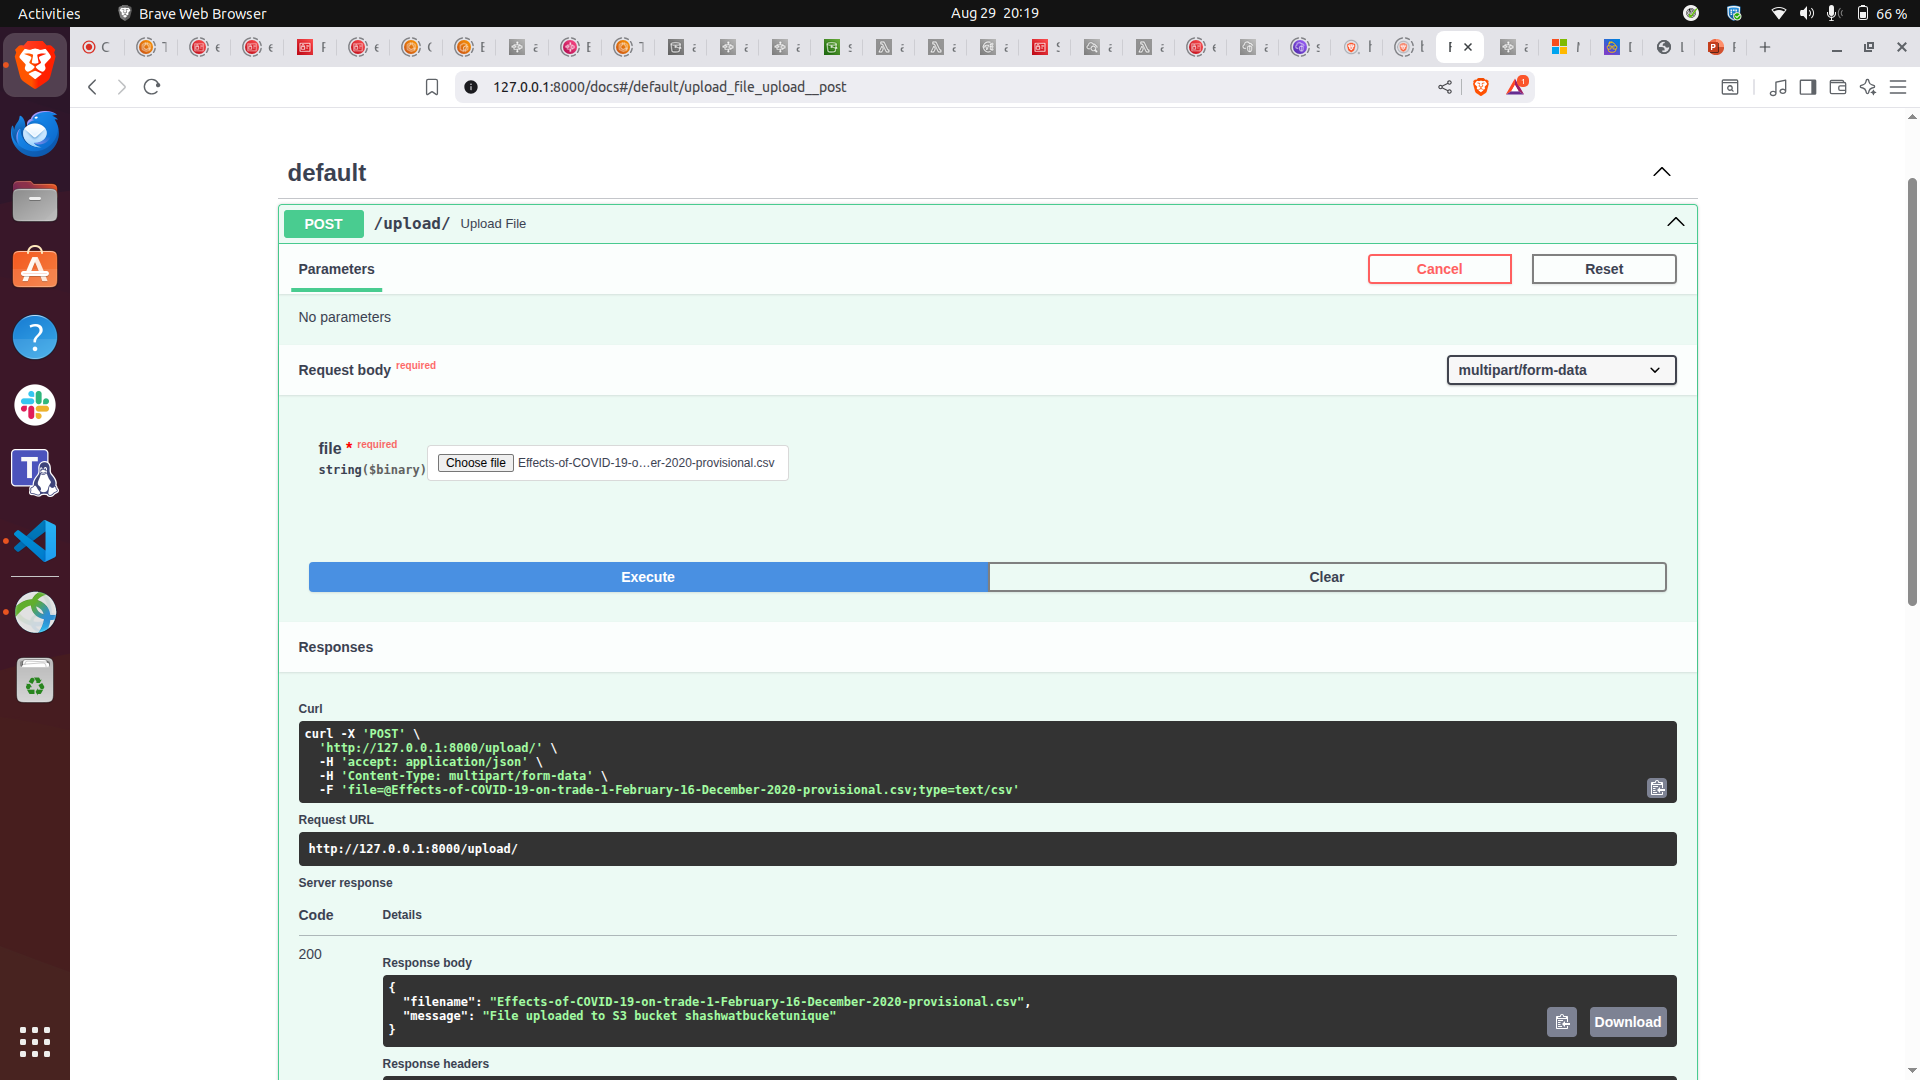 Activities
Brave Web Browser
Aug 29 20:19
66 %
127.0.0.1:8000/docs#/default/upload_file_upload__post
1
default
POST /upload/ Upload File
Parameters
Cancel
Reset
No parameters
Request body required
multipart/form-data
file * required
string($binary)
Choose file Effects-of-COVID-19-o...er-2020-provisional.csv
Execute
Clear
Responses
Curl
curl -X 'POST' \
'http://127.0.0.1:8000/upload/' \
-H 'accept: application/json' \
-H 'Content-Type: multipart/form-data' \
-F 'file=@Effects-of-COVID-19-on-trade-1-February-16-December-2020-provisional.csv;type=text/csv'
Request URL
http://127.0.0.1:8000/upload/
Server response
Code Details
200
Response body
{
"filename": "Effects-of-COVID-19-on-trade-1-February-16-December-2020-provisional.csv",
"message": "File uploaded to S3 bucket shashwatbucketunique"
}
Download
Response headers